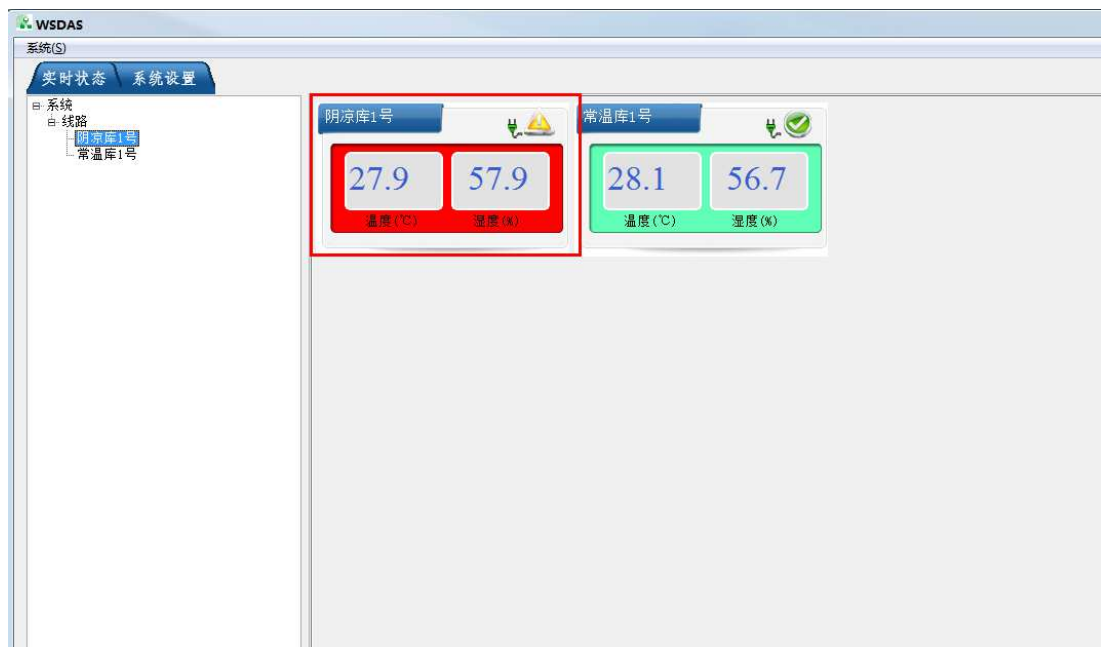 WSDAS
系统(S)
实时状态 系统设置
系统
线路
阴凉库1号
常温库1号
阴凉库1号
27.9 57.9
温度(℃) 湿度(%)
常温库1号
28.1 56.7
温度(℃) 湿度(%)